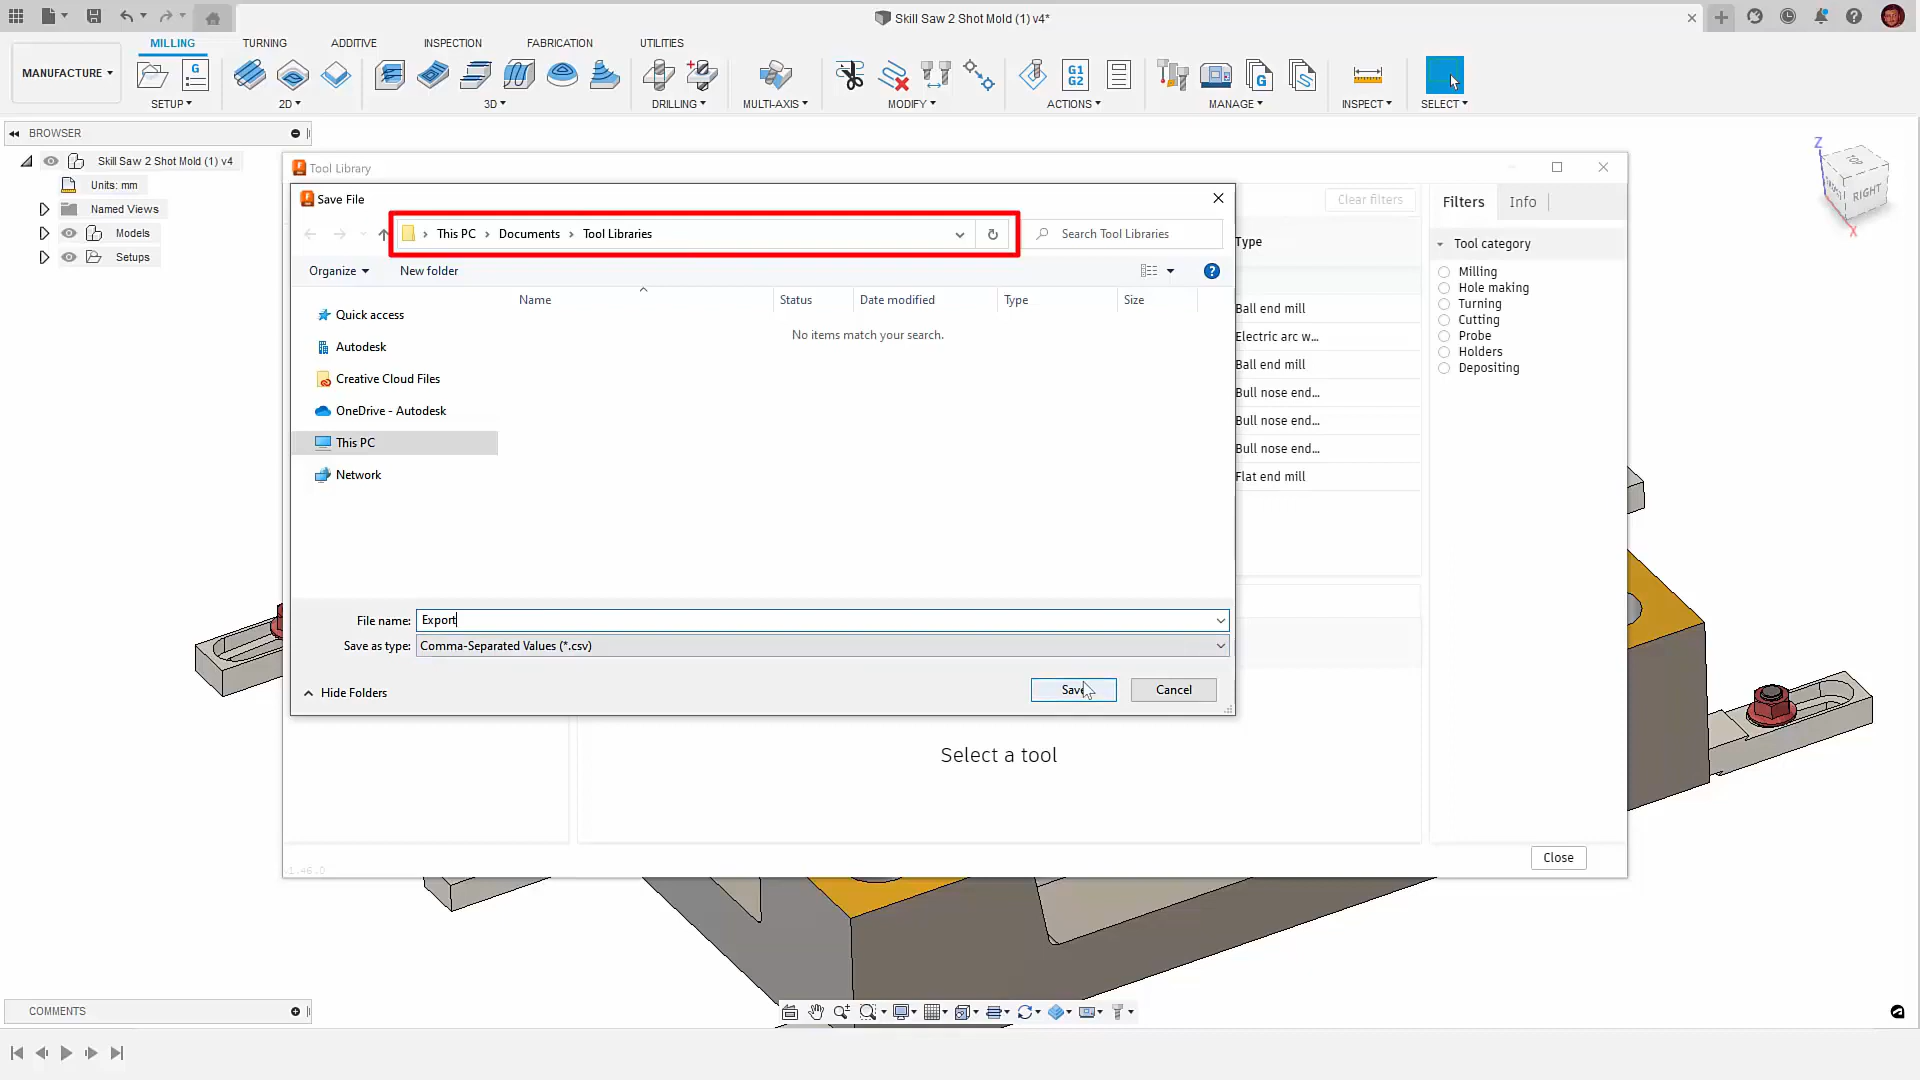 Skill Saw 2 Shot Mold (1) v4*
MILLING TURNING ADDITIVE INSPECTION FABRICATION UTILITIES
MANUFACTURE
SETUP 2D 3D DRILLING MULTI-AXIS MODIFY ACTIONS MANAGE INSPECT SELECT
G
G1
G2
BROWSER
Skill Saw 2 Shot Mold (1) v4
Units: mm
Named Views
Models
Setups
Tool Library
Save File
This PC
Documents
Tool Libraries
Search Tool Libraries
Organize
New folder
Name
Status
Date modified
Type
Size
No items match your search.
Quick access
Autodesk
Creative Cloud Files
OneDrive - Autodesk
This PC
Network
File name:
Export
Save as type:
Comma-Separated Values (*.csv)
Hide Folders
Save
Cancel
Clear filters
Type
Ball end mill
Electric arc w...
Ball end mill
Bull nose end...
Bull nose end...
Bull nose end...
Flat end mill
Filters
Info
Tool category
Milling
Hole making
Turning
Cutting
Probe
Holders
Depositing
Select a tool
1.46.0
Close
Z
TOP
RIGHT
X
COMMENTS